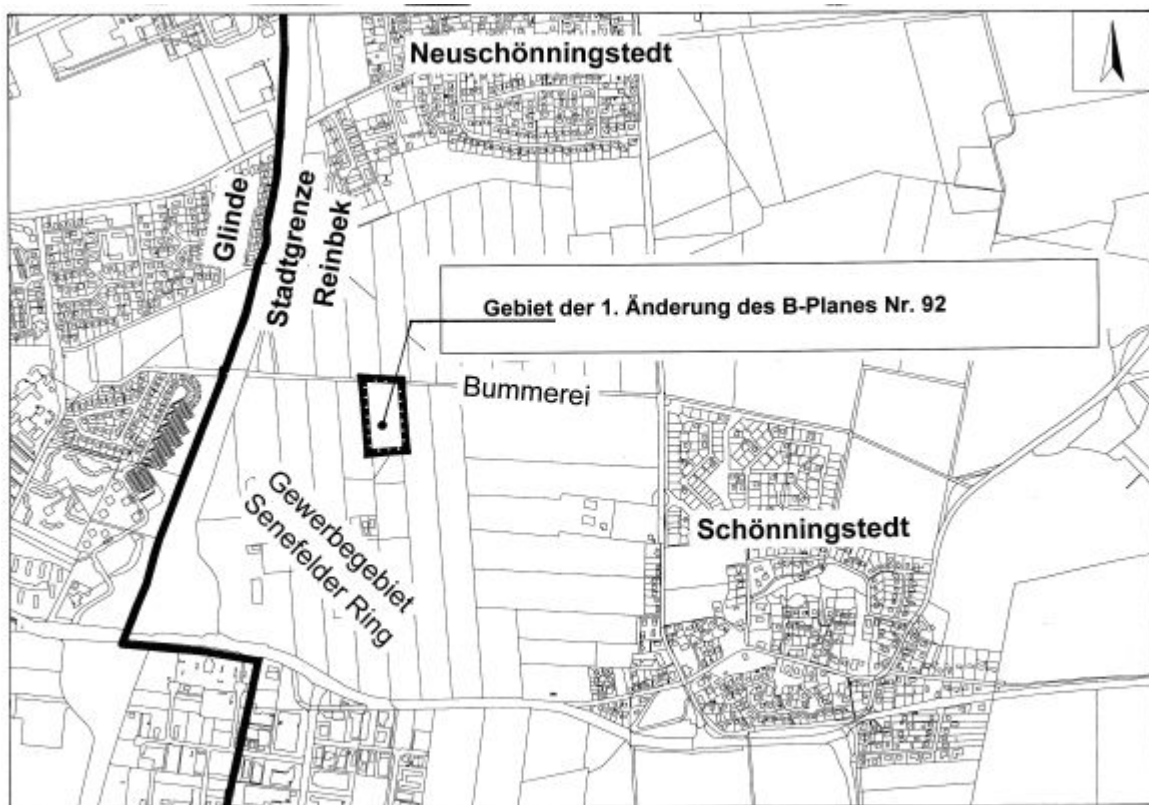 Neuschönningstedt
Glinde
Stadtgrenze
Reinbek
Gebiet der 1. Änderung des B-Planes Nr. 92
Bummerei
Gewerbegebiet
Senefelder Ring
Schönningstedt